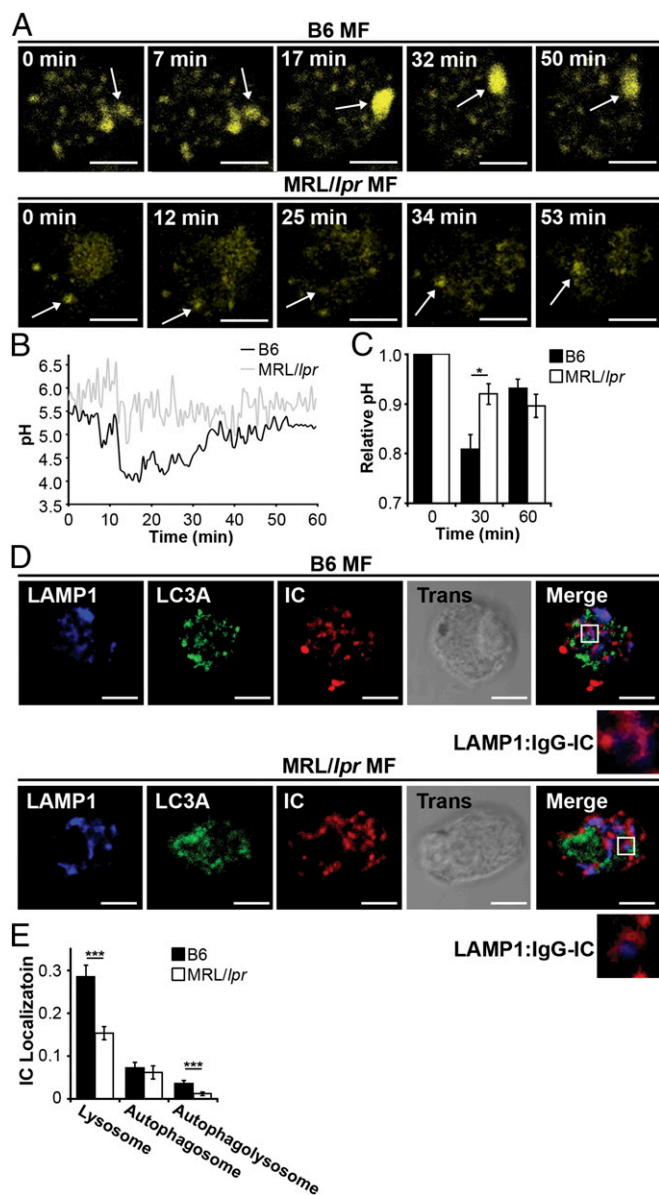 A
B6 MF
0 min 7 min 17 min 32 min 50 min
MRL/lpr MF
0 min 12 min 25 min 34 min 53 min
B
B6
MRL/lpr
6.5
6.0
5.5
5.0
4.5
4.0
3.5
pH
0 10 20 30 40 50 60
Time (min)
C
B6
MRL/lpr
*
1.0
0.9
0.8
0.7
Relative pH
0 30 60
Time (min)
D
B6 MF
LAMP1 LC3A IC Trans Merge
LAMP1:IgG-IC
MRL/lpr MF
LAMP1 LC3A IC Trans Merge
LAMP1:IgG-IC
E
B6
MRL/lpr
***
***
0.3
0.2
0.1
0
IC Localizatoin
Lysosome
Autophagosome
Autophagolysosome